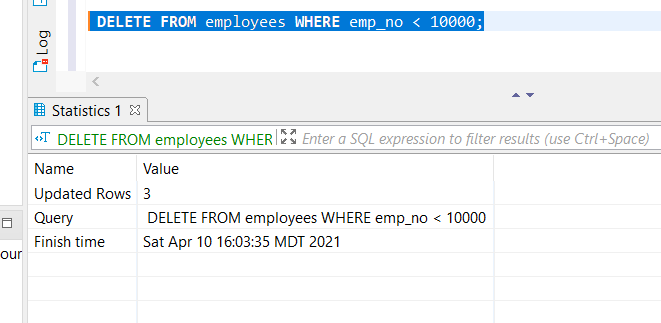 DELETE FROM employees WHERE emp_no < 10000;
Log
Statistics 1
DELETE FROM employees WHER
Enter a SQL expression to filter results (use Ctrl+Space)
Name Value
Updated Rows 3
Query DELETE FROM employees WHERE emp_no < 10000
Finish time Sat Apr 10 16:03:35 MDT 2021
our